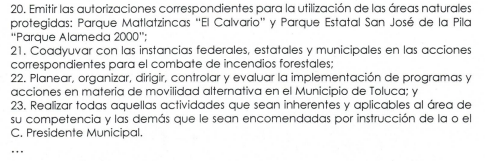 20. Emitir las autorizaciones correspondientes para la utilización de las áreas naturales
protegidas: Parque Matlatzincas "El Calvario" y Parque Estatal San José de la Pila
"Parque Alameda 2000";
21. Coadyuvar con las instancias federales, estatales y municipales en las acciones
correspondientes para el combate de incendios forestales;
22. Planear, organizar, dirigir, controlar y evaluar la implementación de programas y
acciones en materia de movilidad alternativa en el Municipio de Toluca; y
23. Realizar todas aquellas actividades que sean inherentes y aplicables al área de
su competencia y las demás que le sean encomendadas por instrucción de la o el
C. Presidente Municipal.
...